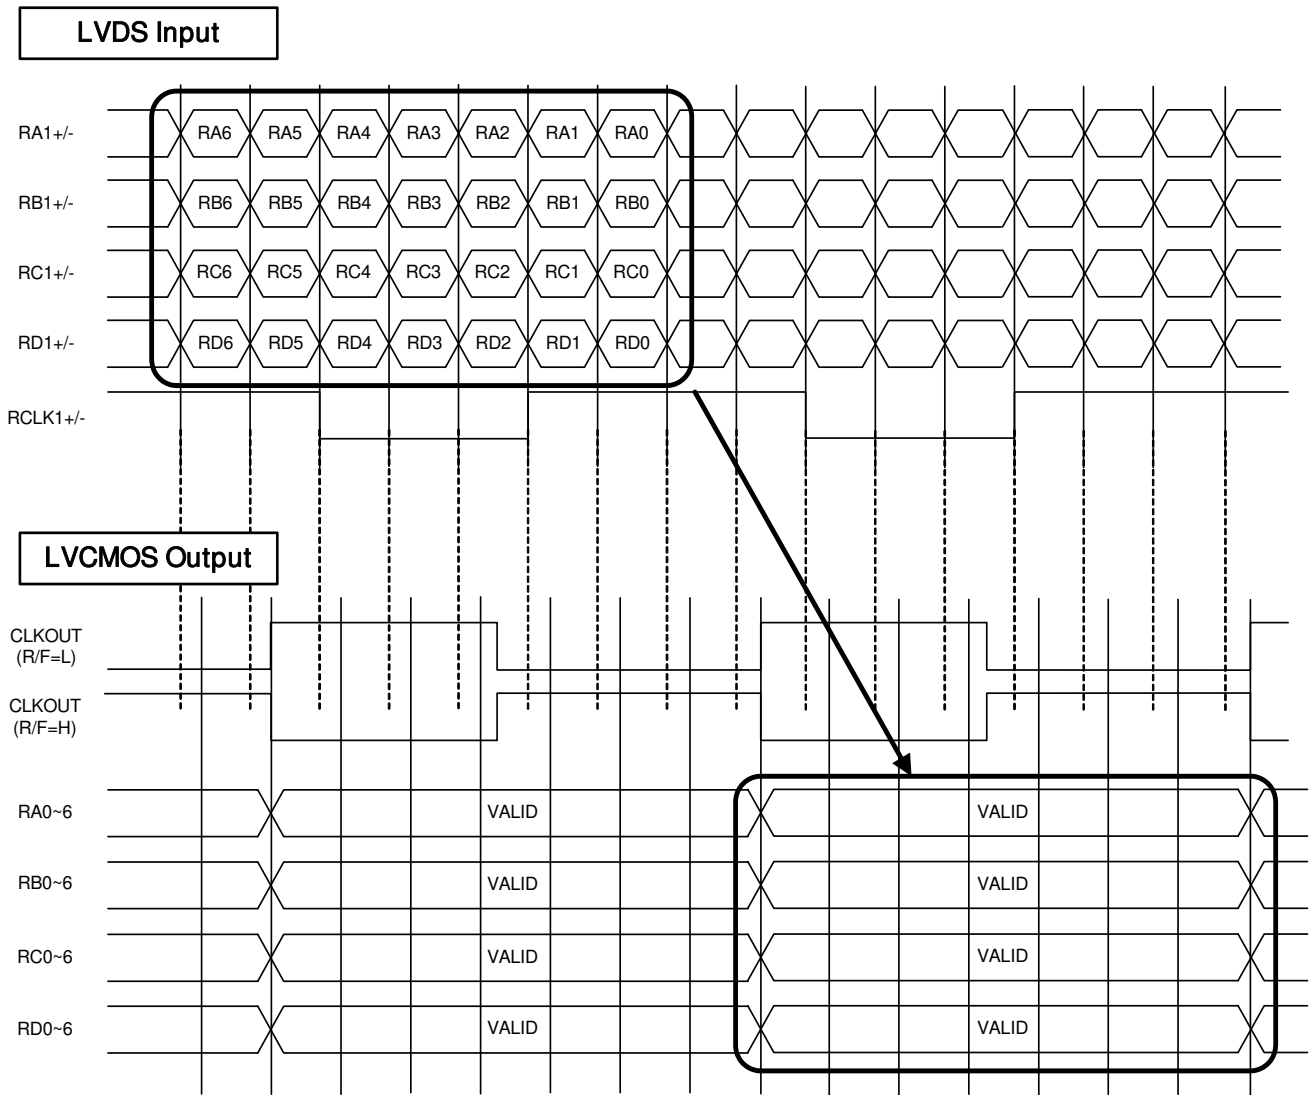 LVDS Input
RA1+/- RA6 RA5 RA4 RA3 RA2 RA1 RA0
RB1+/- RB6 RB5 RB4 RB3 RB2 RB1 RB0
RC1+/- RC6 RC5 RC4 RC3 RC2 RC1 RC0
RD1+/- RD6 RD5 RD4 RD3 RD2 RD1 RD0
RCLK1+/-
LVCMOS Output
CLKOUT
(R/F=L)
CLKOUT
(R/F=H)
RA0~6 VALID VALID
RB0~6 VALID VALID
RC0~6 VALID VALID
RD0~6 VALID VALID